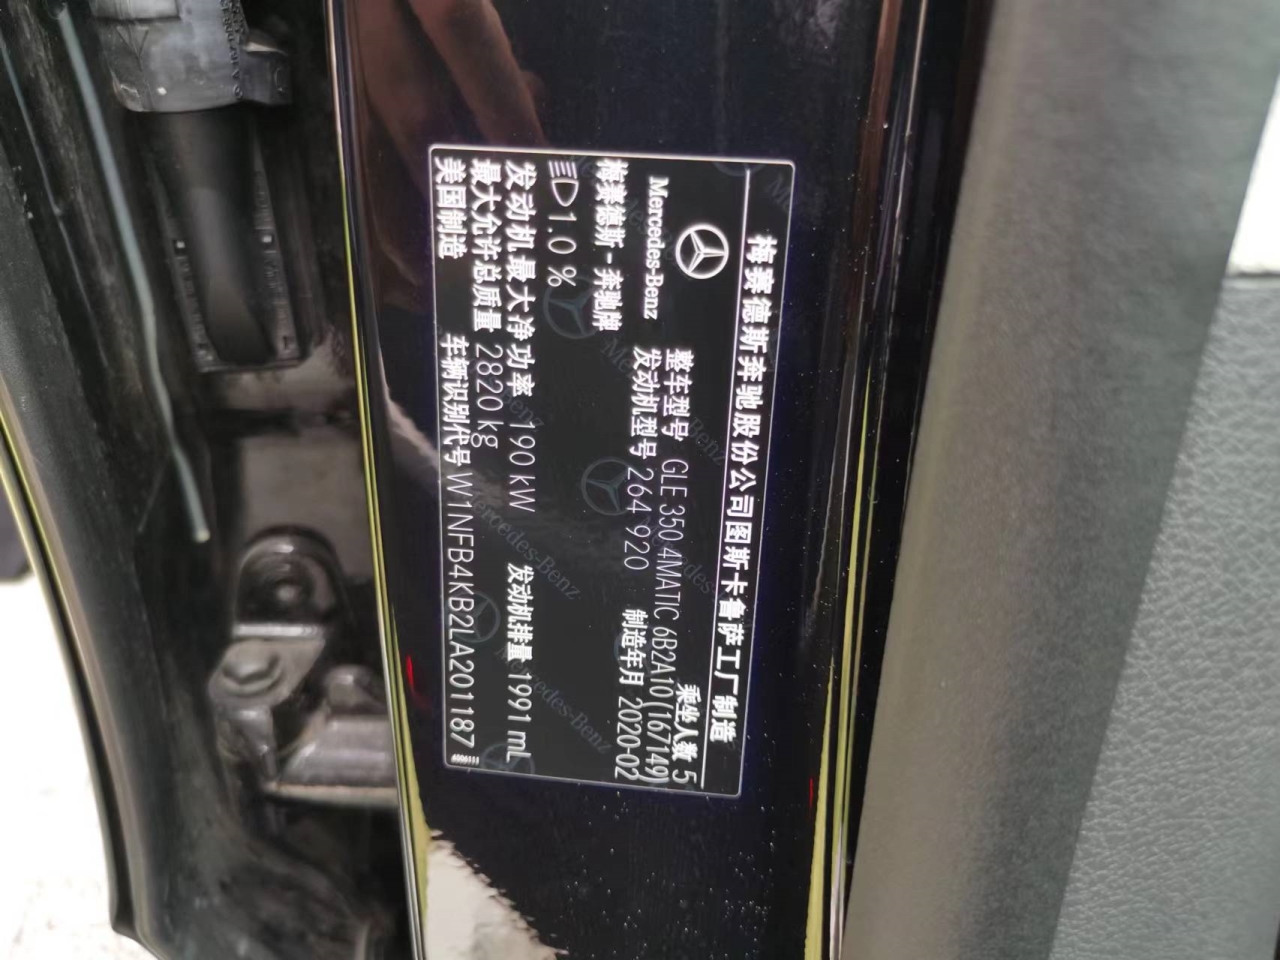 梅赛德斯奔驰股份公司图斯卡鲁萨工厂制造
Mercedes-Benz
乘坐人数 5
整车型号 GLE 350 4MATIC 6B2A10(167149)
发动机型号 264 920
制造年月 2020-02
梅赛德斯-奔驰牌
1.0 %
发动机最大净功率 190 kW
发动机排量 1991 mL
最大允许总质量 2820 kg
美国制造
车辆识别代号 W1NFB4KB2LA201187